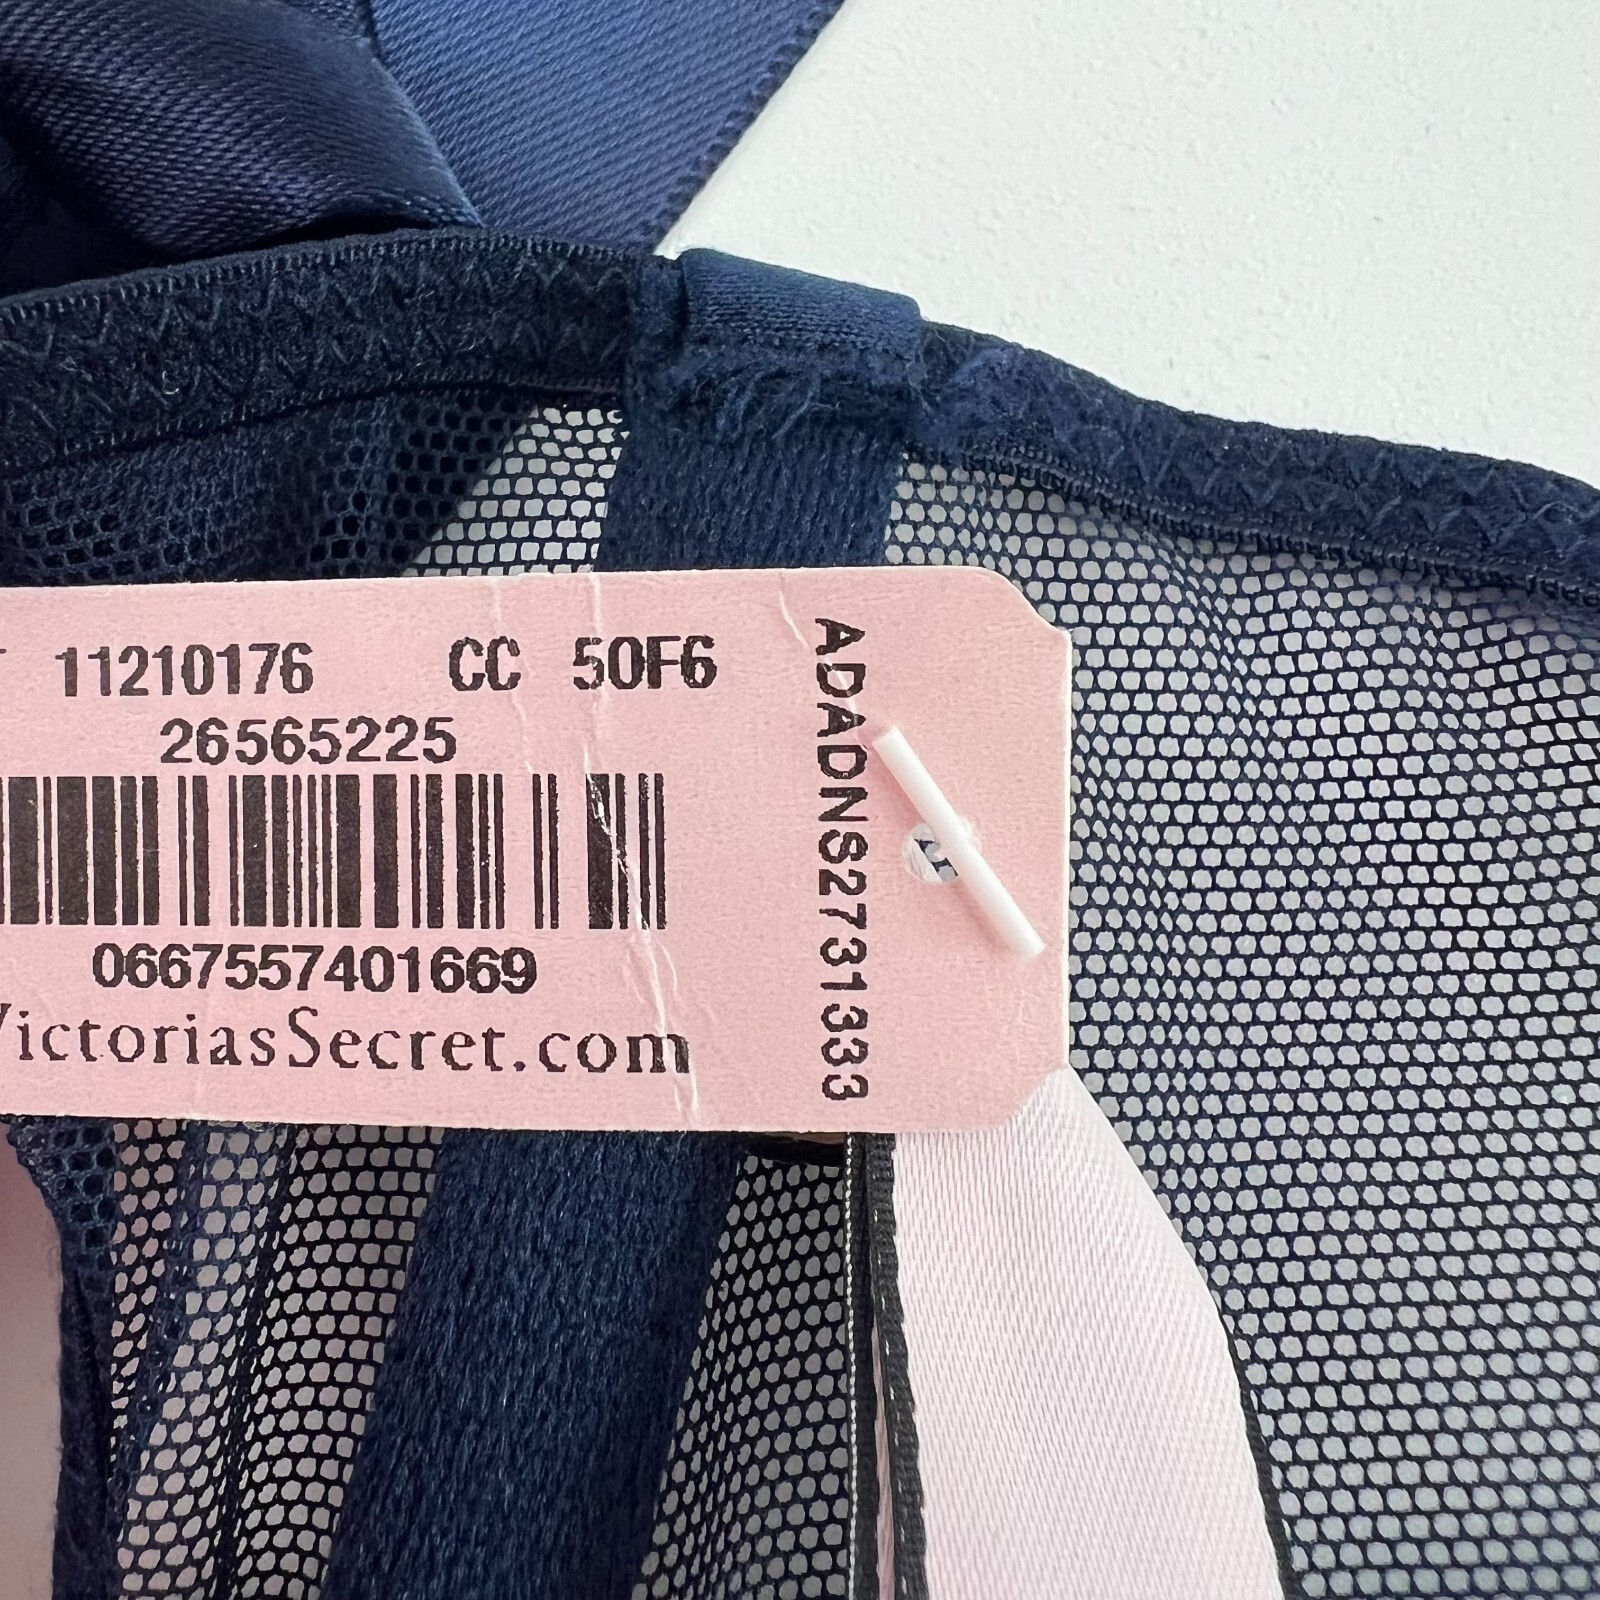 11210176 CC 50F6
26565225
0667557401669
VictoriasSecret.com
ADADNS2731333